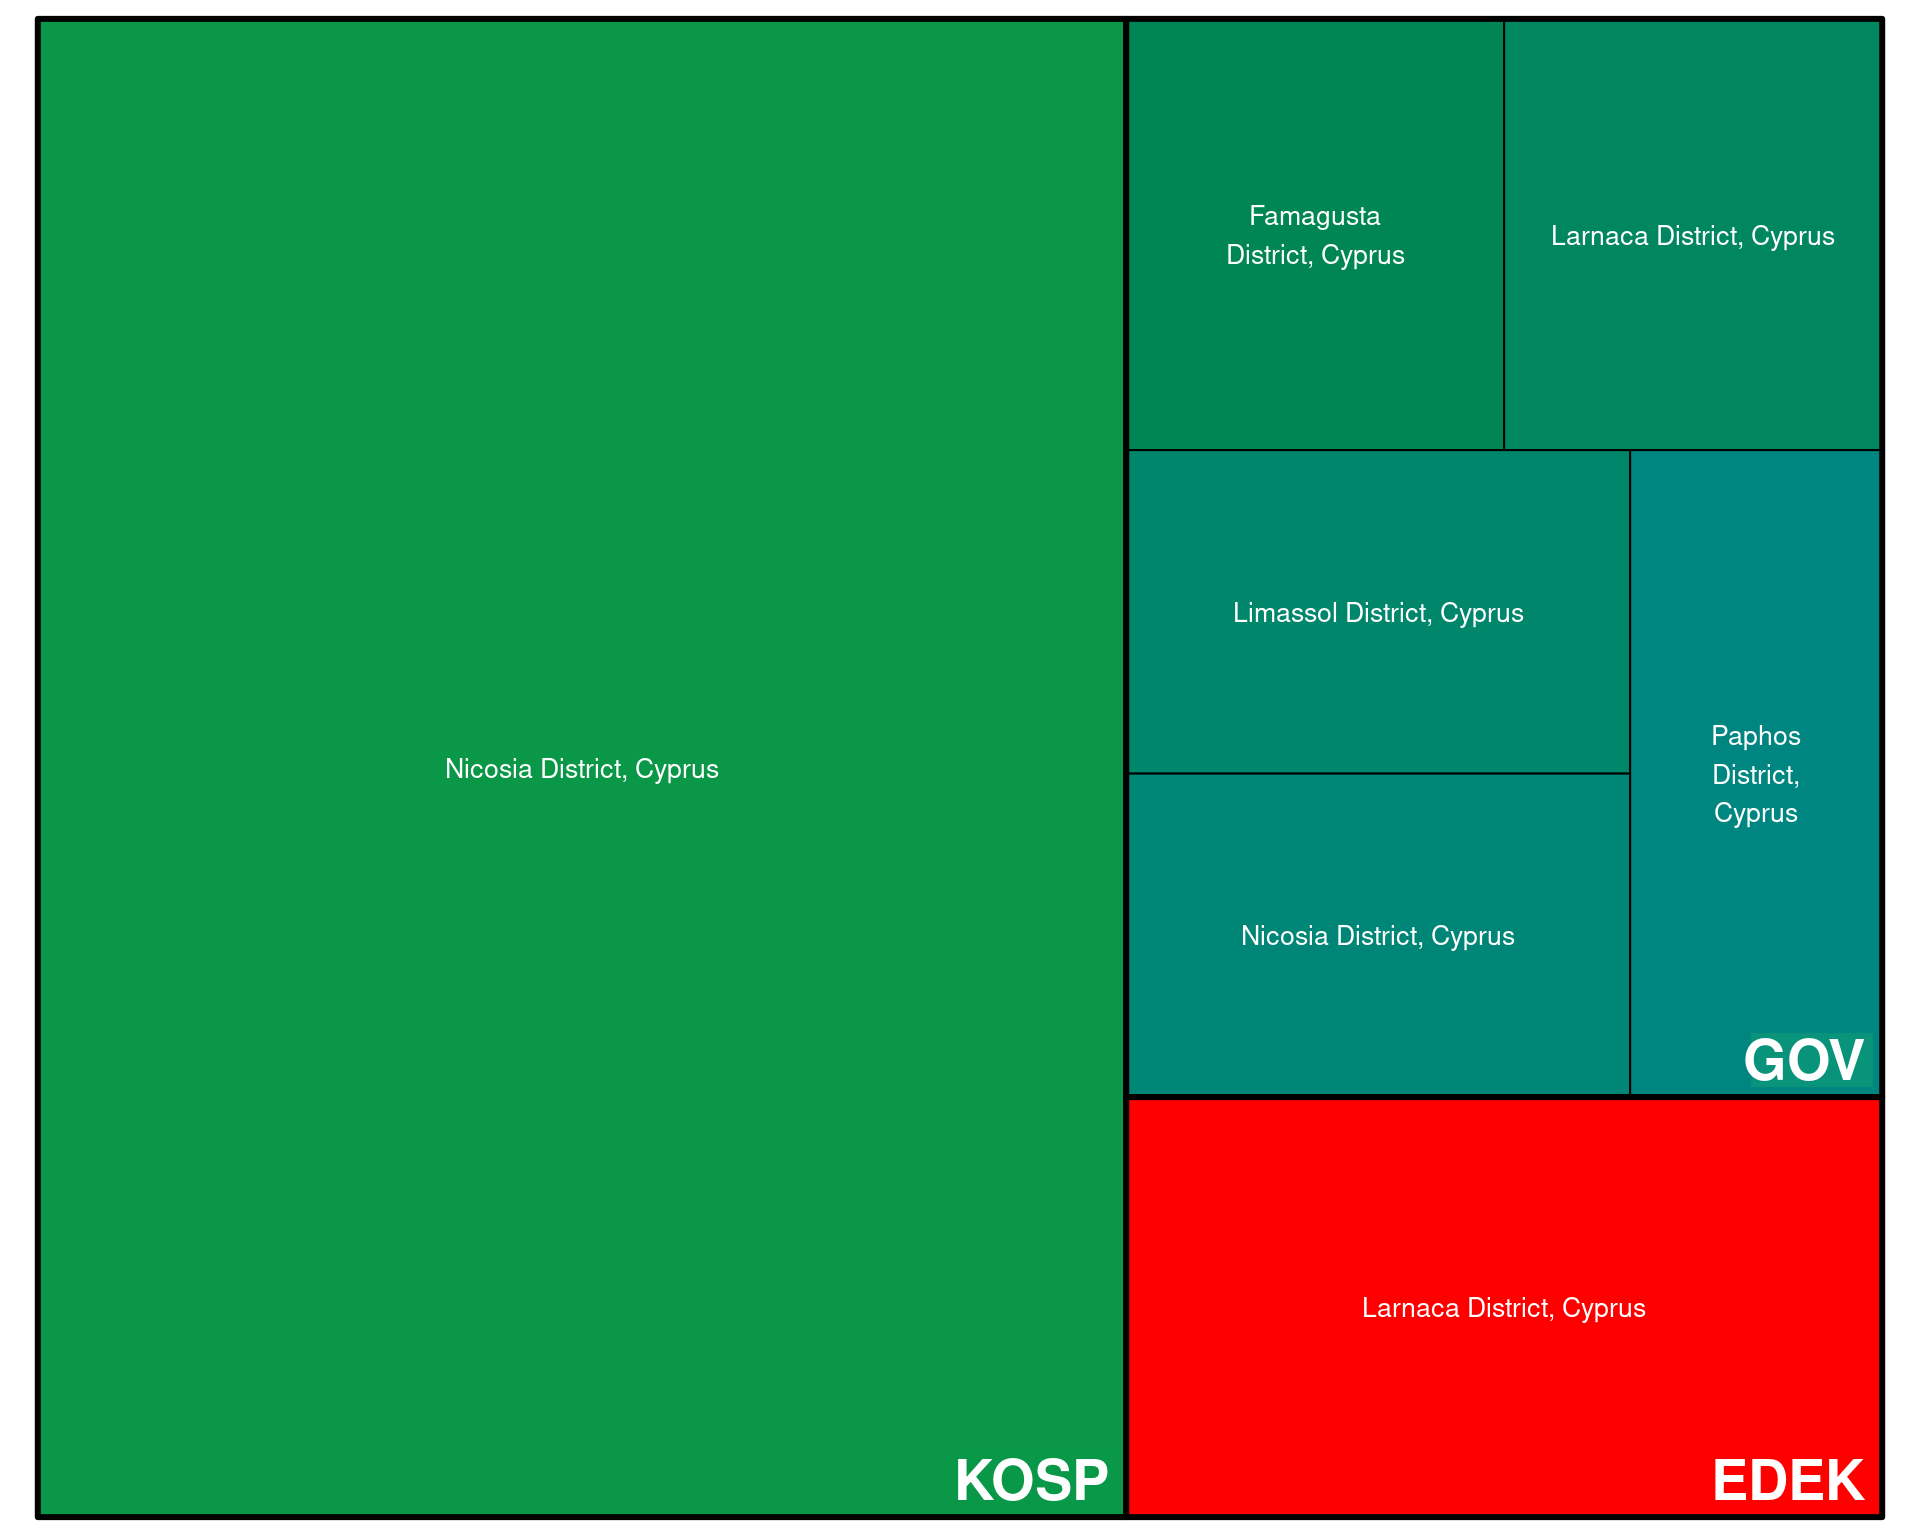 Nicosia District, Cyprus
KOSP
Famagusta
District, Cyprus
Larnaca District, Cyprus
Limassol District, Cyprus
Nicosia District, Cyprus
Paphos
District,
Cyprus
GOV
Larnaca District, Cyprus
EDEK